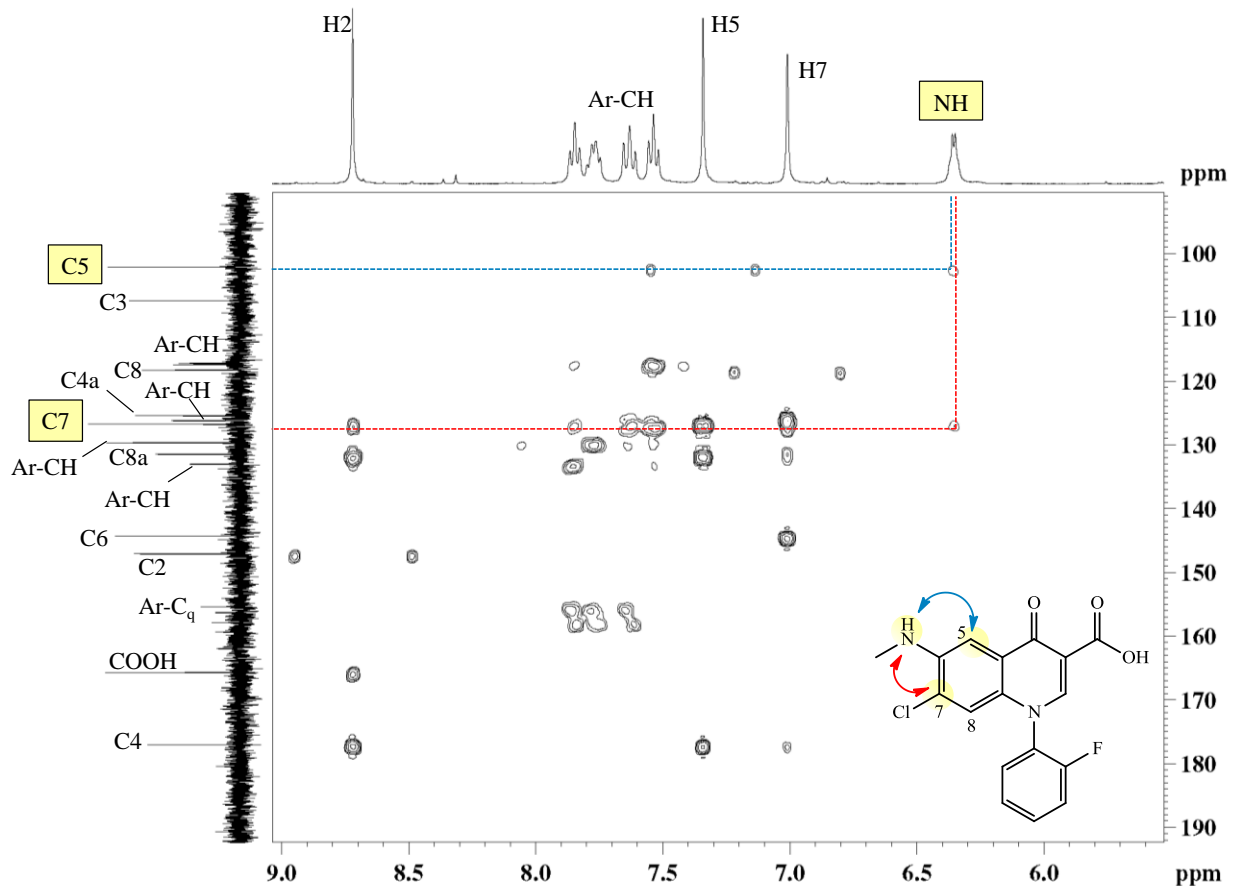 H2
H5
H7
Ar-CH
NH
ppm
C5
C3
Ar-CH
C8
C4a
Ar-CH
C7
Ar-CH
C8a
Ar-CH
C6
C2
Ar-Cq
COOH
C4
100
110
120
130
140
150
160
170
180
190
H
N
5
O
O
OH
Cl
7
8
N
F
9.0
8.5
8.0
7.5
7.0
6.5
6.0
ppm